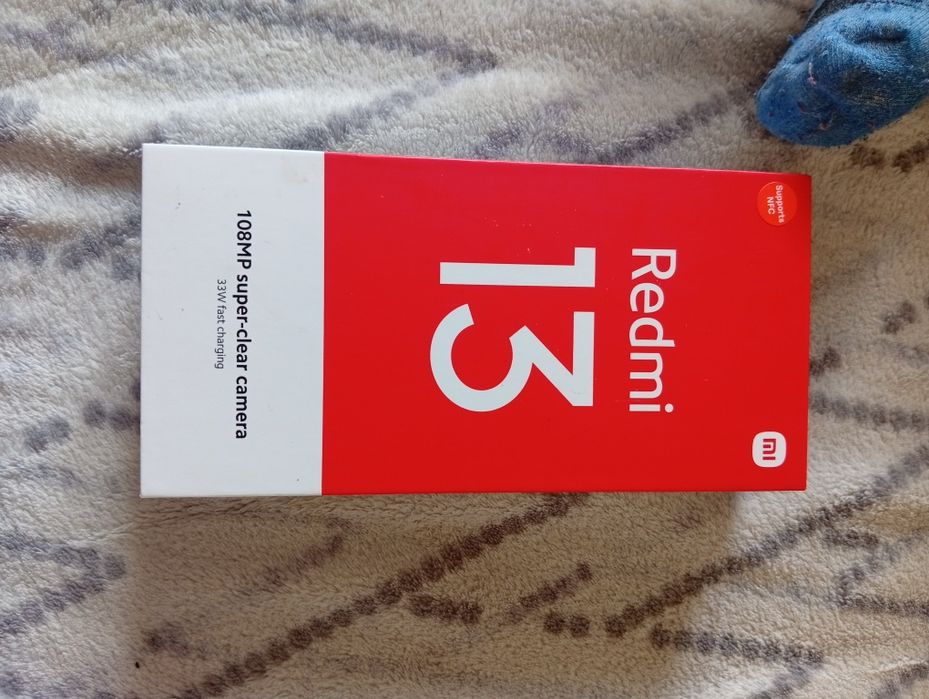 Supports
NFC
mi
Redmi
13
108MP super-clear camera
33W fast charging